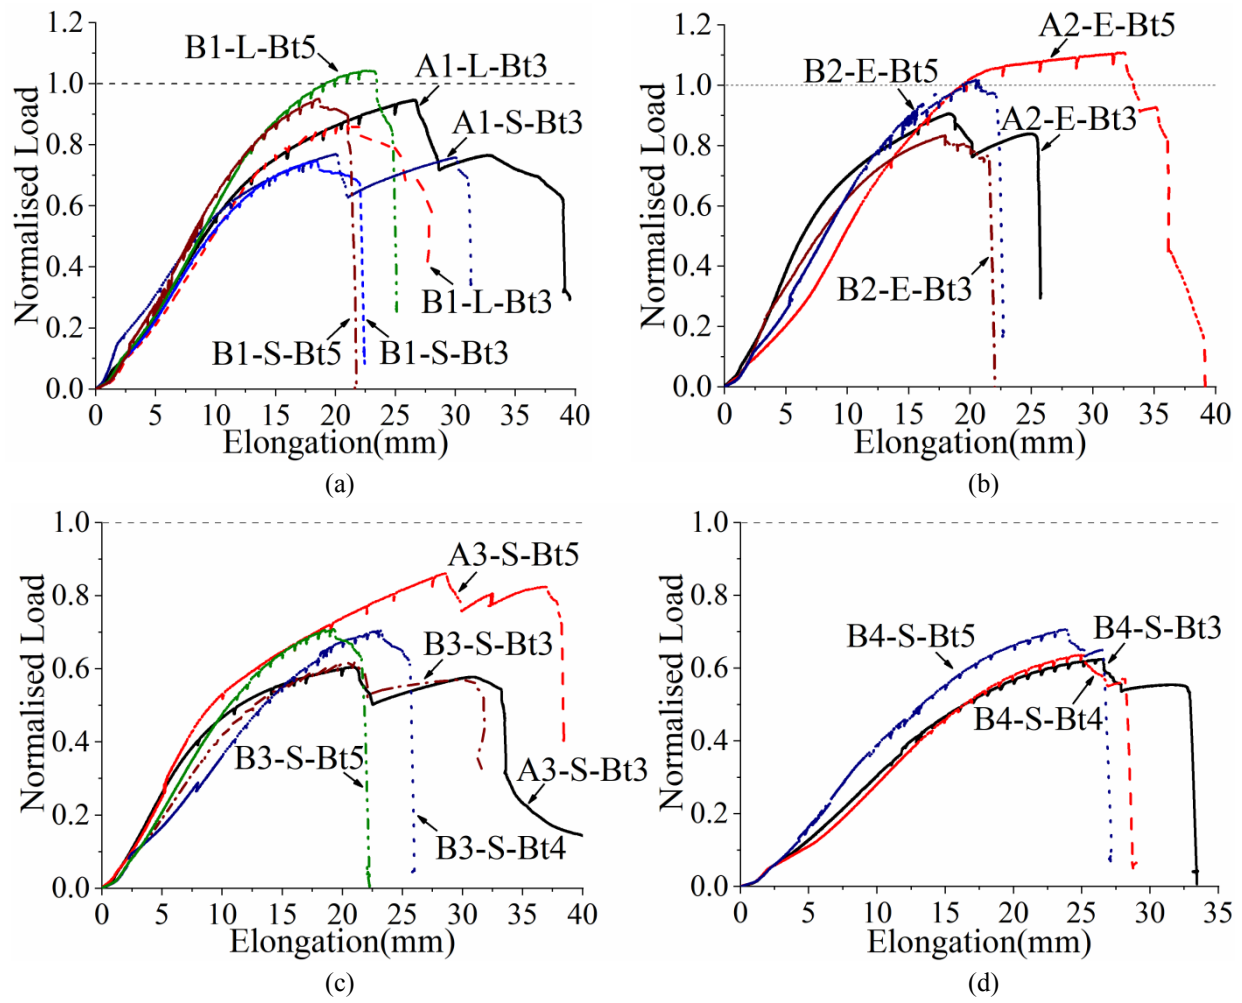 1.2
1.0
0.8
0.6
0.4
0.2
0.0
Normalised Load
B1-L-Bt5
A1-L-Bt3
A1-S-Bt3
B1-L-Bt3
B1-S-Bt5
B1-S-Bt3
0 5 10 15 20 25 30 35 40
Elongation(mm)
(a)
1.2
1.0
0.8
0.6
0.4
0.2
0.0
Normalised Load
A2-E-Bt5
B2-E-Bt5
A2-E-Bt3
B2-E-Bt3
0 5 10 15 20 25 30 35 40
Elongation(mm)
(b)
1.0
0.8
0.6
0.4
0.2
0.0
Normalised Load
A3-S-Bt5
B3-S-Bt3
B3-S-Bt5
A3-S-Bt3
B3-S-Bt4
0 5 10 15 20 25 30 35 40
Elongation(mm)
(c)
1.0
0.8
0.6
0.4
0.2
0.0
Normalised Load
B4-S-Bt5
B4-S-Bt3
B4-S-Bt4
0 5 10 15 20 25 30 35
Elongation(mm)
(d)